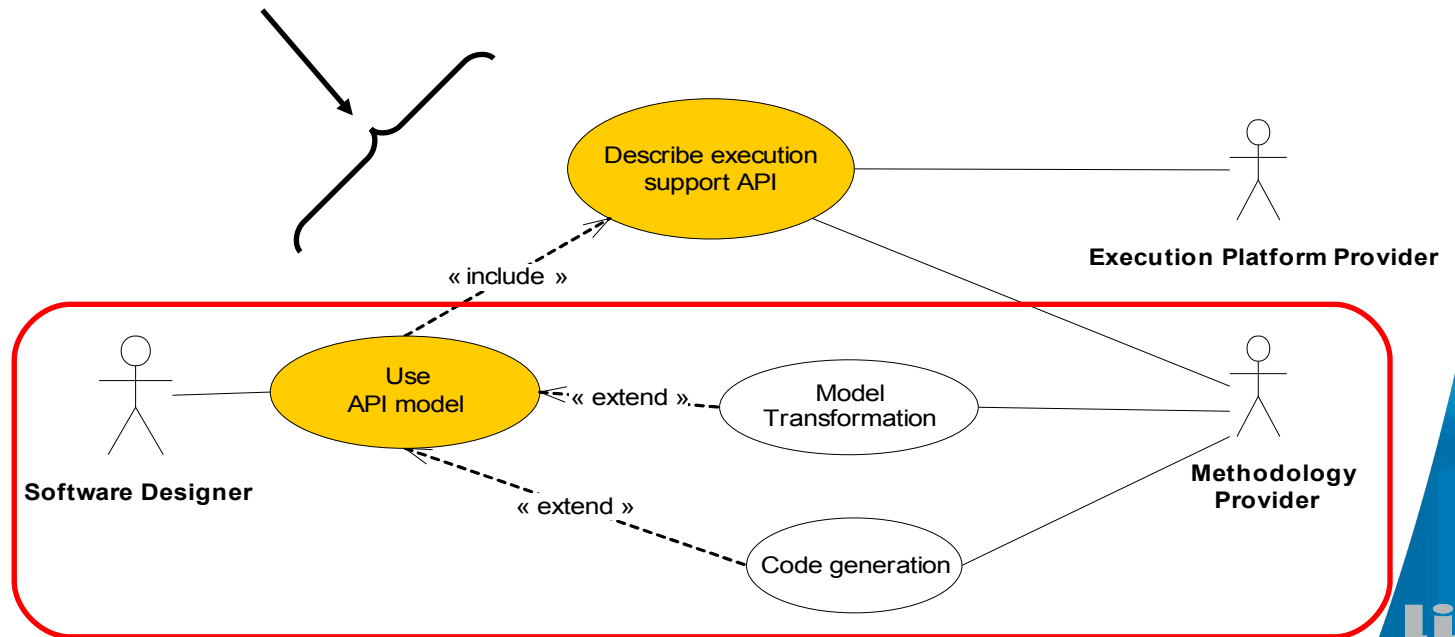 Describe execution
support API
Execution Platform Provider
« include »
Use
API model
« extend »
Model
Transformation
Software Designer
Methodology
Provider
« extend »
Code generation